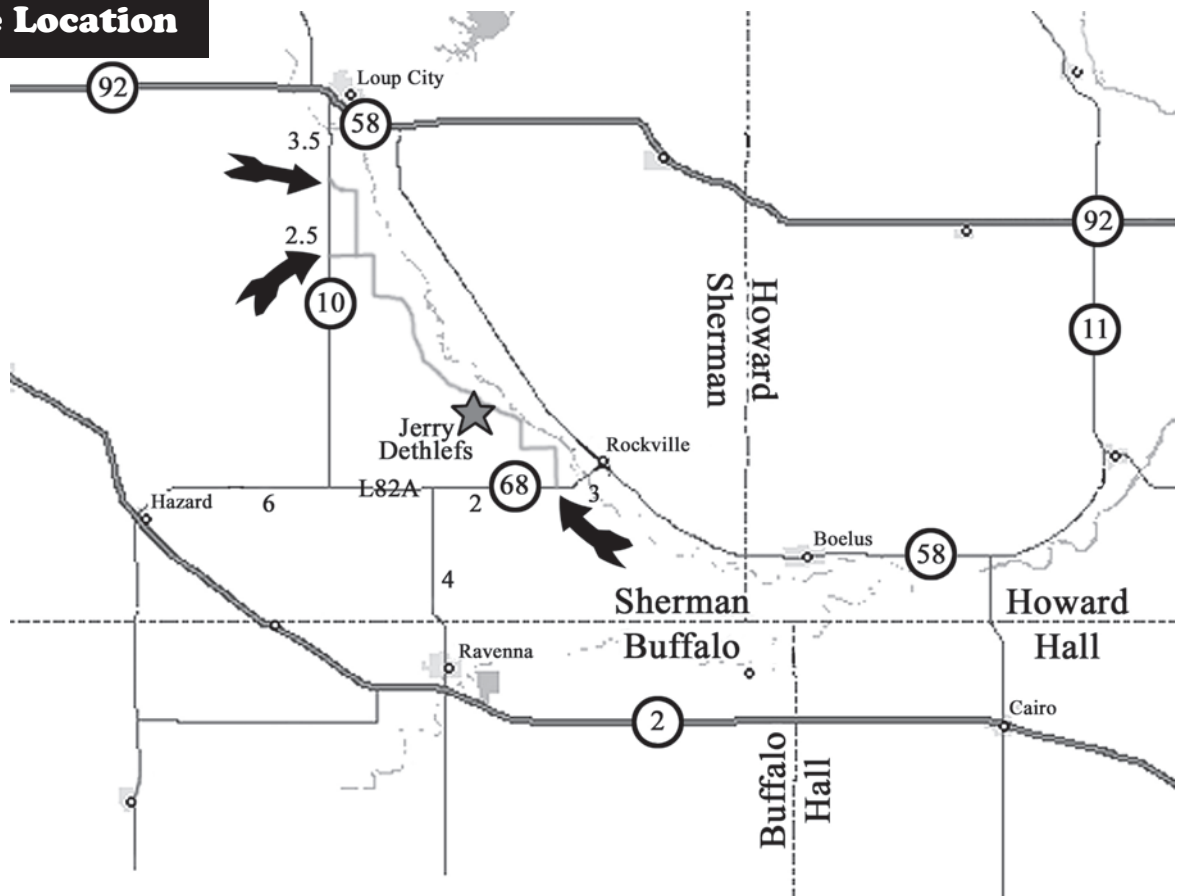 e Location
Loup City
92
58
3.5
2.5
10
92
11
Sherman
Howard
Jerry
Dethlefs
Rockville
Hazard
6
L82A
2
68
3
Boelus
58
4
Sherman
Howard
Buffalo
Hall
Ravenna
2
Cairo
Buffalo
Hall